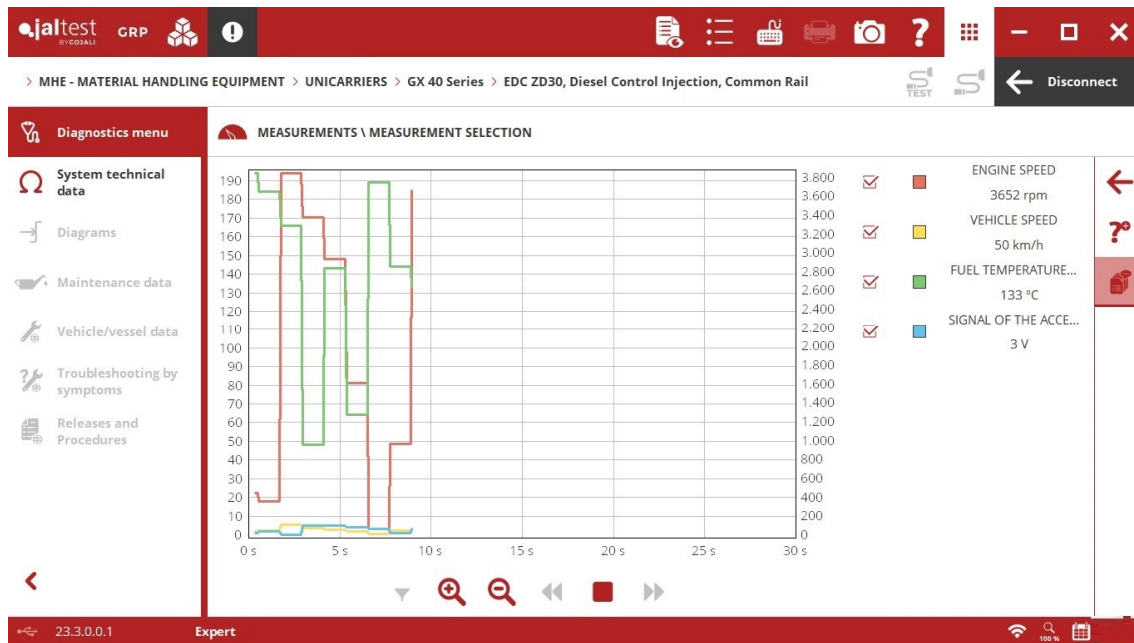 jaltest
BY COJALI
GRP
?
> MHE - MATERIAL HANDLING EQUIPMENT > UNICARRIERS > GX 40 Series > EDC ZD30, Diesel Control Injection, Common Rail
TEST
Disconnect
Diagnostics menu
MEASUREMENTS \ MEASUREMENT SELECTION
System technical
data
Diagrams
Maintenance data
Vehicle/vessel data
Troubleshooting by
symptoms
Releases and
Procedures
190
180
170
160
150
140
130
120
110
100
90
80
70
60
50
40
30
20
10
0
3.800
3.600
3.400
3.200
3.000
2.800
2.600
2.400
2.200
2.000
1.800
1.600
1.400
1.200
1.000
800
600
400
200
0
0 s
5 s
10 s
15 s
20 s
25 s
30 s
ENGINE SPEED
3652 rpm
VEHICLE SPEED
50 km/h
FUEL TEMPERATURE...
133 °C
SIGNAL OF THE ACCE...
3 V
23.3.0.0.1
Expert
100 %